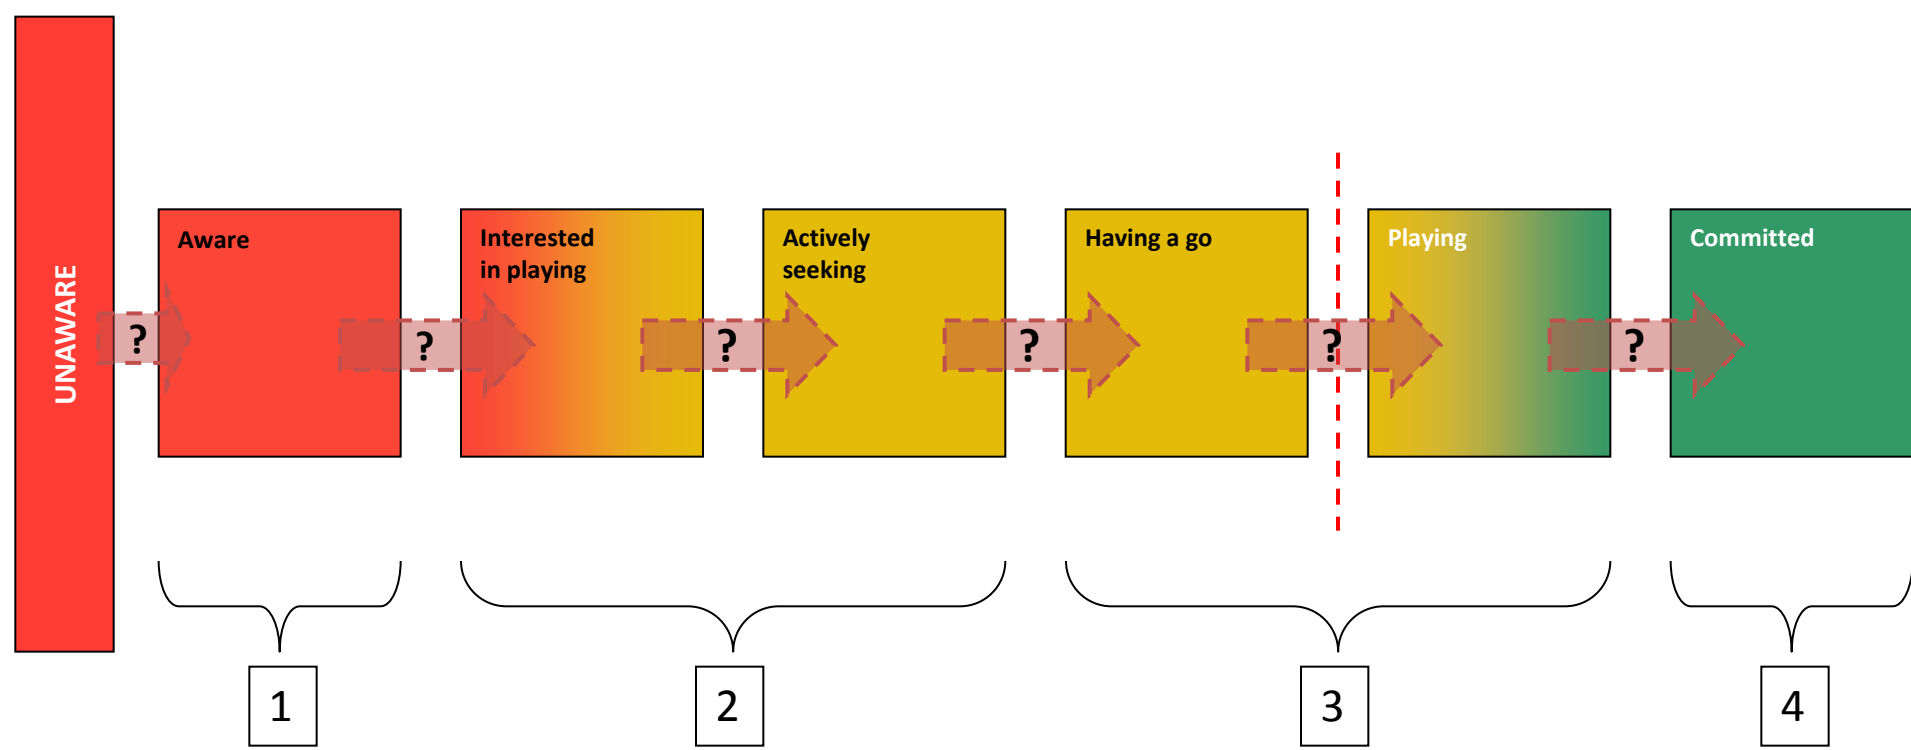 UNAWARE
Aware
Interested
in playing
Actively
seeking
Having a go
Playing
Committed
?
?
?
?
?
?
1
2
3
4